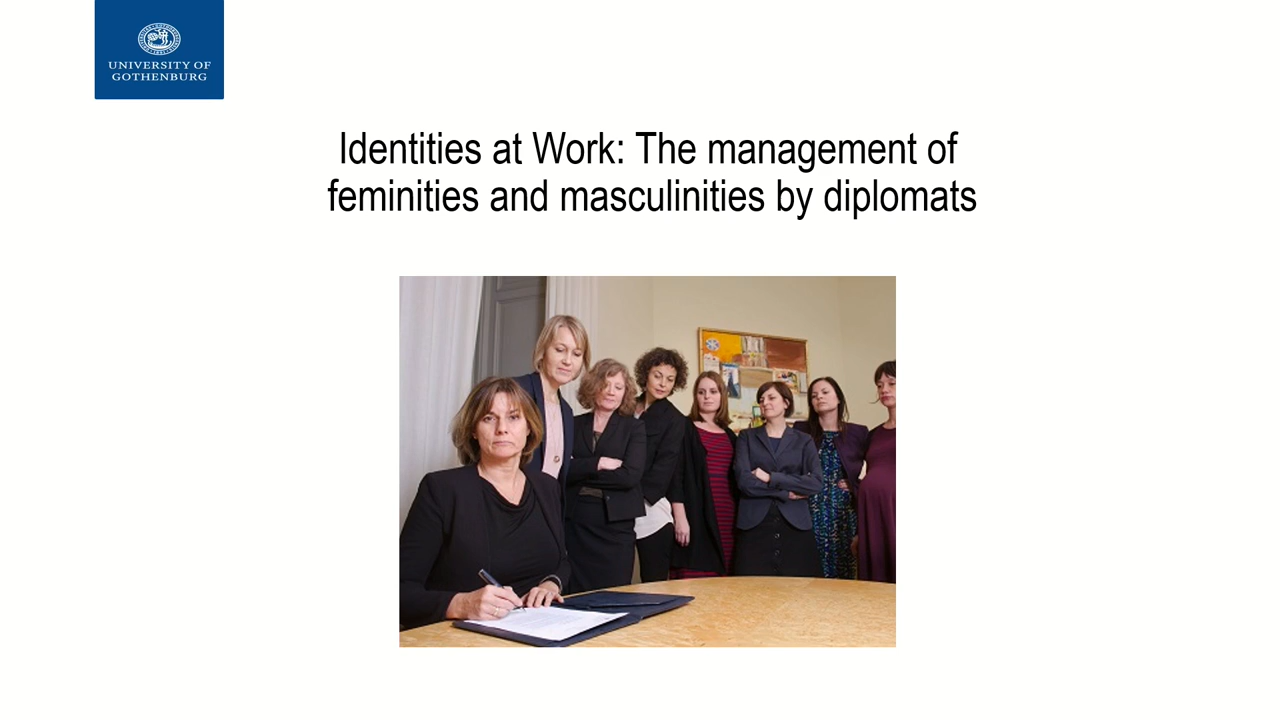 UNIVERSITY OF
GOTHENBURG
Identities at Work: The management of
feminities and masculinities by diplomats